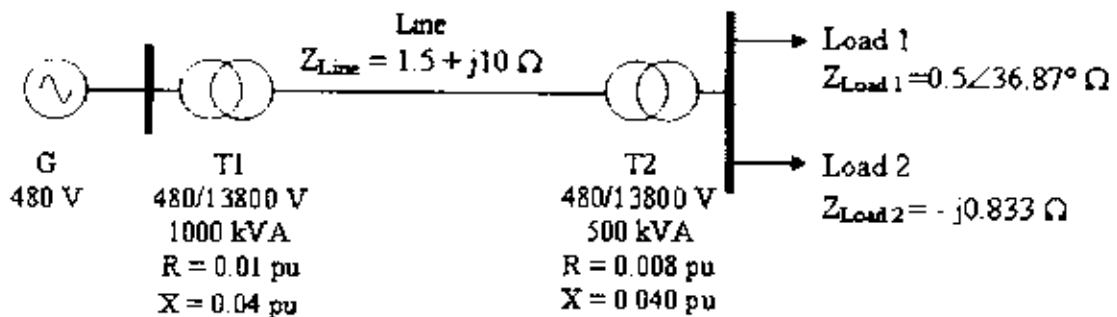 Line
Z_Line = 1.5 + j10 Ω
Load 1
Z_Load 1 = 0.5∠36.87° Ω
G
480 V
T1
480/13800 V
1000 kVA
R = 0.01 pu
X = 0.04 pu
T2
480/13800 V
500 kVA
R = 0.008 pu
X = 0.040 pu
Load 2
Z_Load 2 = - j0.833 Ω